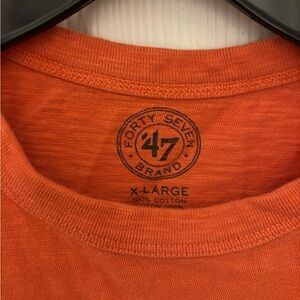 FORTY SEVEN
'47
BRAND
X-LARGE
100% COTTON